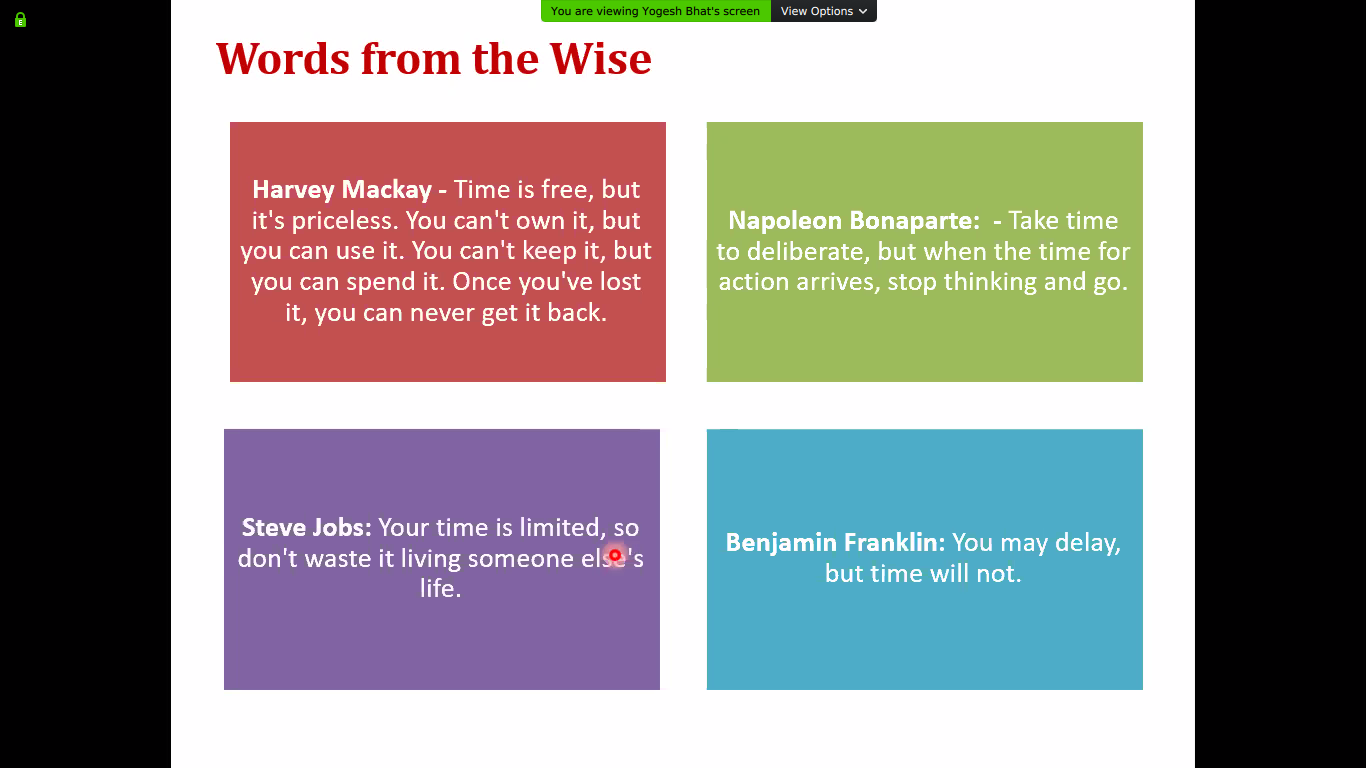 You are viewing Yogesh Bhat's screen
View Options
Words from the Wise
Harvey Mackay - Time is free, but
it's priceless. You can't own it, but
you can use it. You can't keep it, but
you can spend it. Once you've lost
it, you can never get it back.
Napoleon Bonaparte:  - Take time
to deliberate, but when the time for
action arrives, stop thinking and go.
Steve Jobs: Your time is limited, so
don't waste it living someone else's
life.
Benjamin Franklin: You may delay,
but time will not.